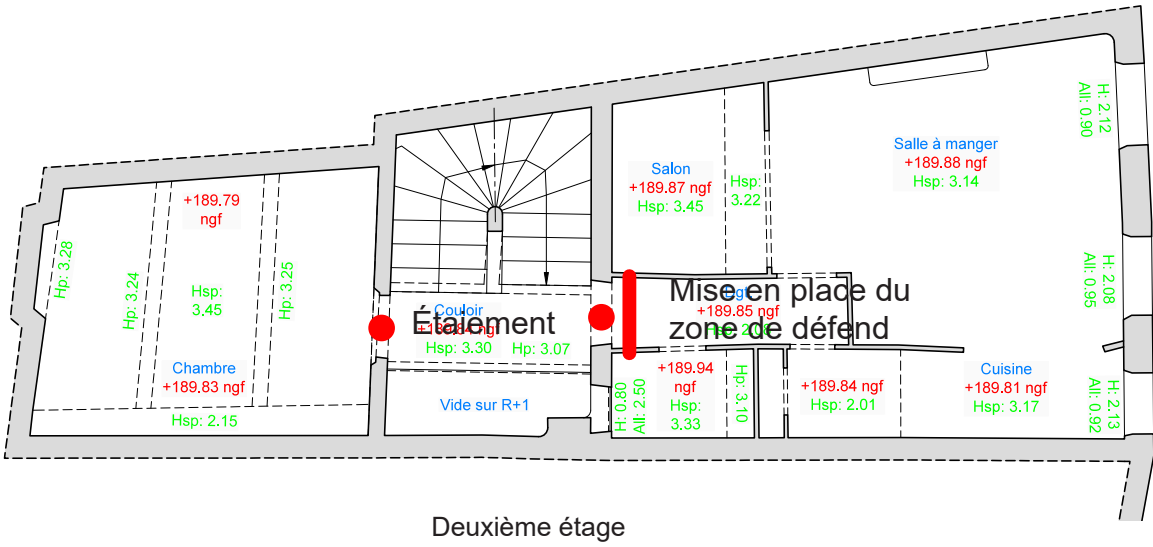 +189.79
ngf
Hp: 3.28
Hp: 3.24
Hsp:
3.45
Hp: 3.25
Chambre
+189.83 ngf
Hsp: 2.15
Couloir
Étaiement
Hsp: 3.30 Hp: 3.07
Vide sur R+1
Salon
+189.87 ngf
Hsp: 3.45
Hsp:
3.22
Salle à manger
+189.88 ngf
Hsp: 3.14
H: 2.12
All: 0.90
H: 2.08
All: 0.95
Mise en place du
+189.85 ngf
zone de défend
H: 0.80
All: 2.50
+189.94
ngf
Hsp:
3.33
Hp: 3.10
+189.84 ngf
Hsp: 2.01
Cuisine
+189.81 ngf
Hsp: 3.17
H: 2.13
All: 0.92
Deuxième étage